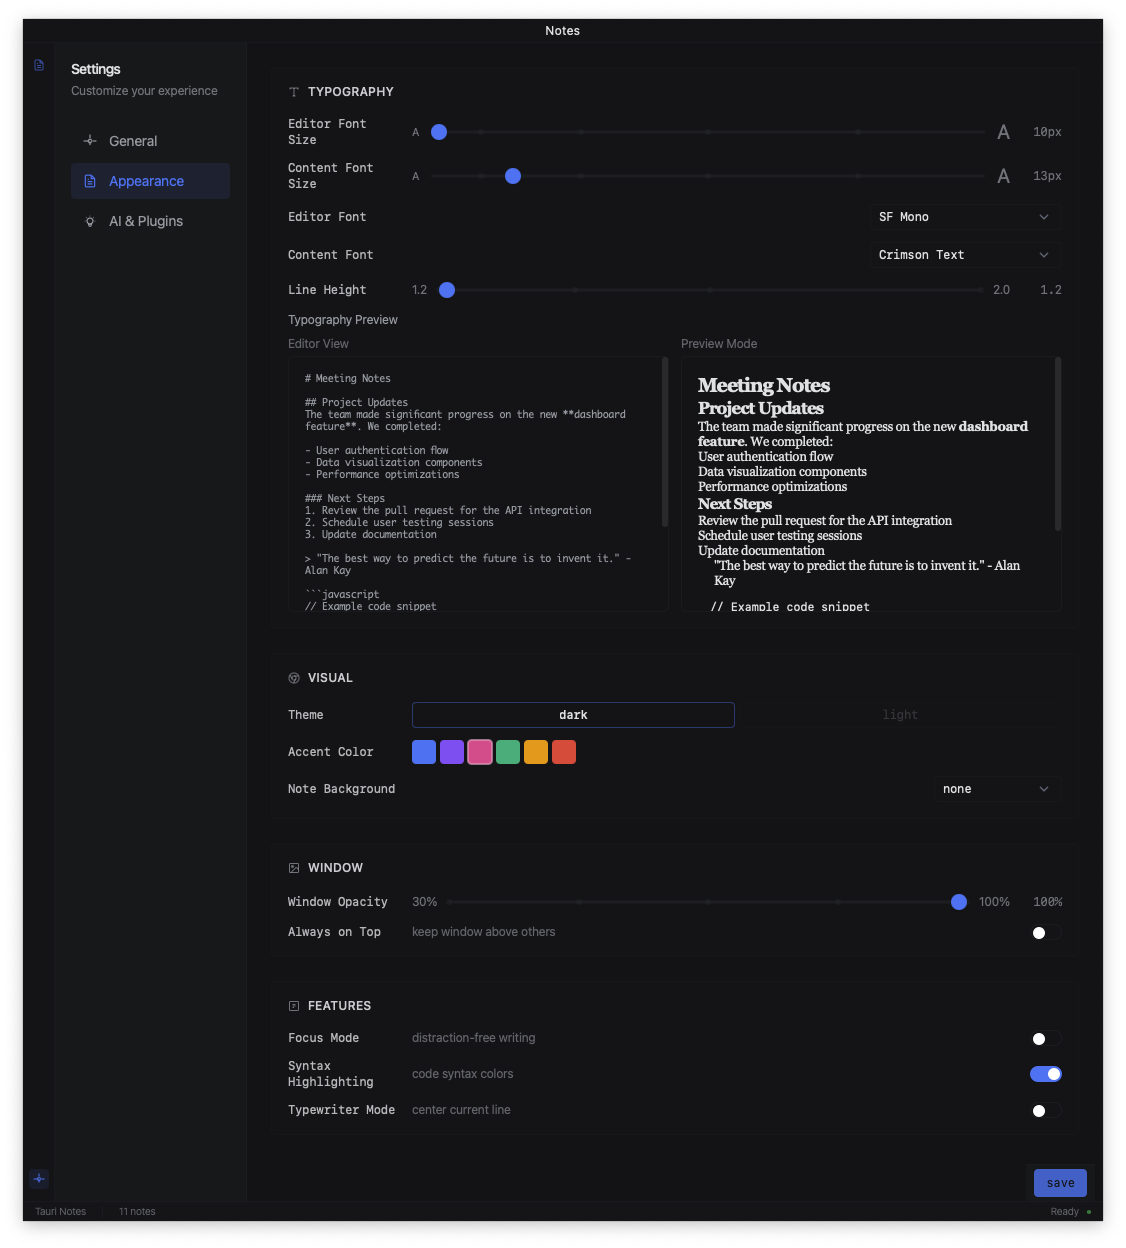 Notes
Settings
Customize your experience
General
Appearance
AI & Plugins
TYPOGRAPHY
Editor Font
Size
A
A
10px
Content Font
Size
A
A
13px
Editor Font
SF Mono
Content Font
Crimson Text
Line Height
1.2
2.0
1.2
Typography Preview
Editor View
# Meeting Notes
## Project Updates
The team made significant progress on the new **dashboard
feature**. We completed:
- User authentication flow
- Data visualization components
- Performance optimizations
### Next Steps
1. Review the pull request for the API integration
2. Schedule user testing sessions
3. Update documentation
> "The best way to predict the future is to invent it." -
Alan Kay
```javascript
// Example code snippet
Preview Mode
Meeting Notes
Project Updates
The team made significant progress on the new dashboard
feature. We completed:
User authentication flow
Data visualization components
Performance optimizations
Next Steps
Review the pull request for the API integration
Schedule user testing sessions
Update documentation
"The best way to predict the future is to invent it." - Alan
Kay
// Example code snippet
VISUAL
Theme
dark
light
Accent Color
Note Background
none
WINDOW
Window Opacity
30%
100%
100%
Always on Top
keep window above others
FEATURES
Focus Mode
distraction-free writing
Syntax
Highlighting
code syntax colors
Typewriter Mode
center current line
save
Tauri Notes
11 notes
Ready